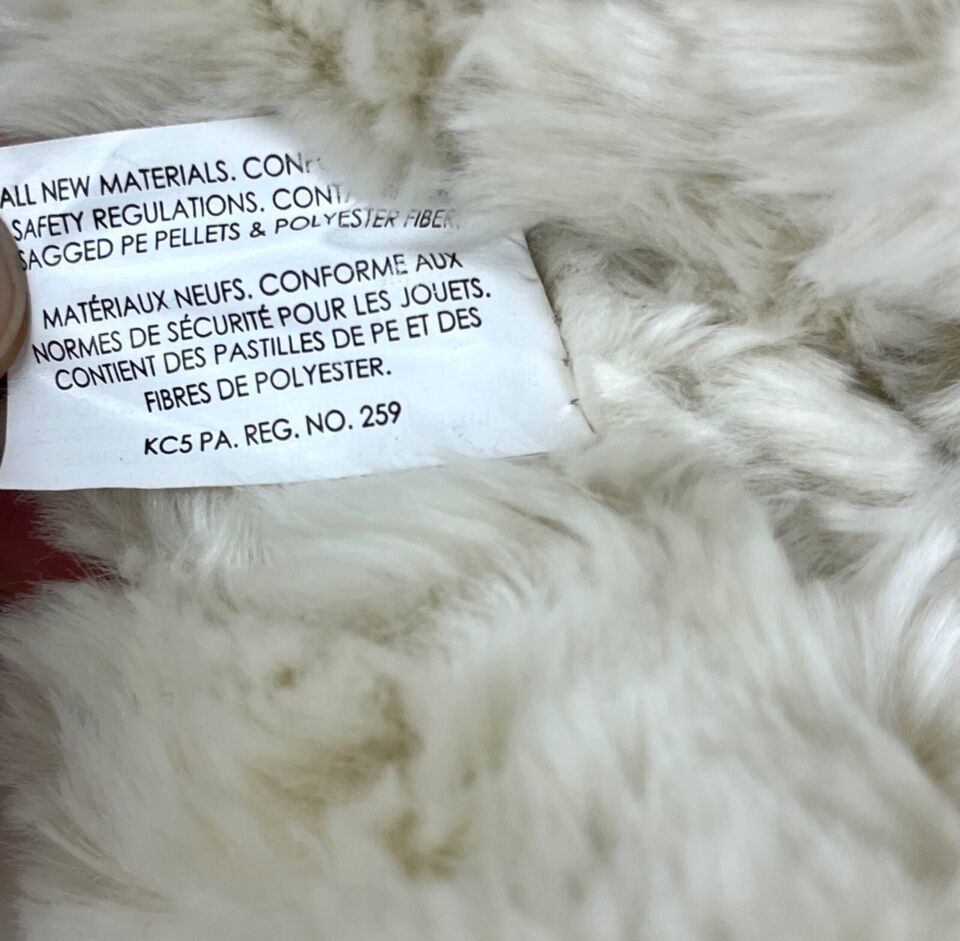 ALL NEW MATERIALS.
SAFETY REGULATIONS.
SAGGED PE PELLETS & POLYESTER FIBER.
MATÉRIAUX NEUFS. CONFORME AUX
NORMES DE SÉCURITÉ POUR LES JOUETS.
CONTIENT DES PASTILLES DE PE ET DES
FIBRES DE POLYESTER.
KC5 PA. REG. NO. 259